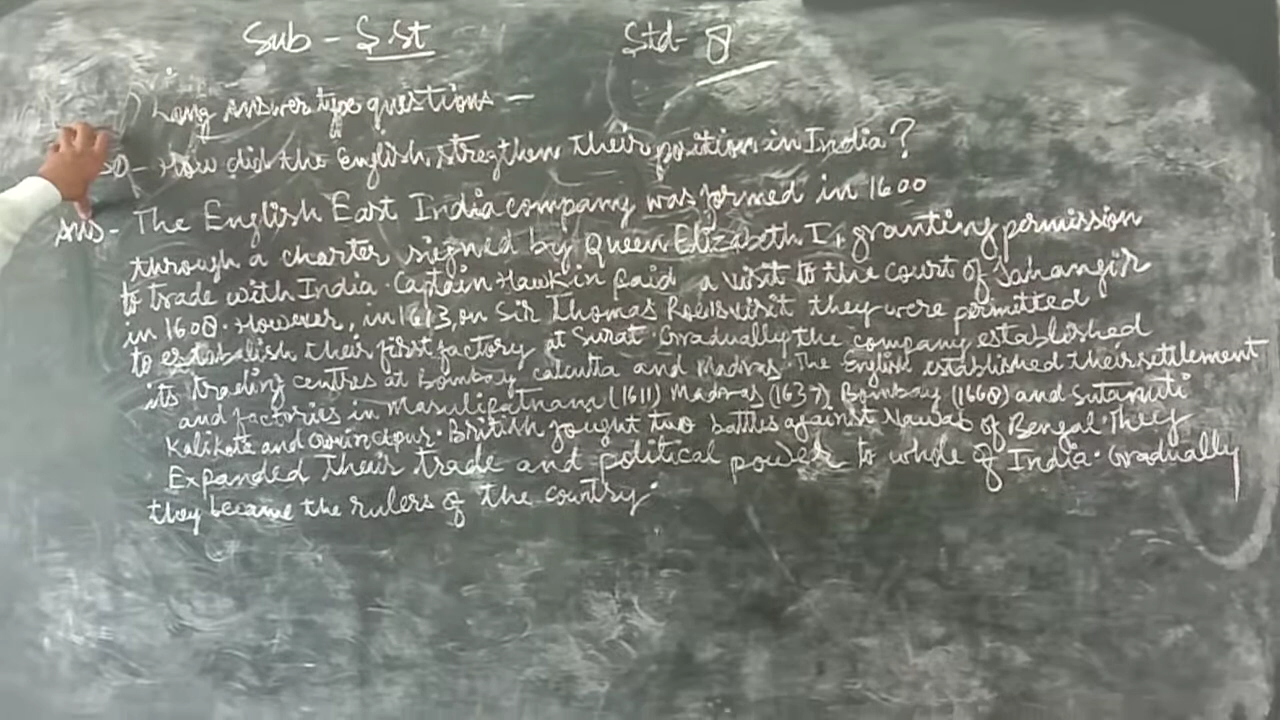 Sub - S.St Std - 8
Long Answer type questions -
Q - How did the English stregthen their position in India?
Ans - The English East India company was formed in 1600
through a charter signed by Queen Elizabeth I, granting permission
to trade with India. Captain Hawkin paid a visit to the court of Jahangir
in 1608. However, in 1613, on Sir Thomas Roe's visit they were permitted
to establish their first factory at Surat. Gradually the company established
its trading centres at Bombay calcutta and Madras. The English established their settlement
and factories in Masulipatnam (1611) Madras (1637) Bombay (1668) and Sutanuti
Kalikota and Govindpur. British fought two battles against Nawab of Bengal. They
Expanded their trade and political power to whole of India. Gradually
they became the rulers of the country.